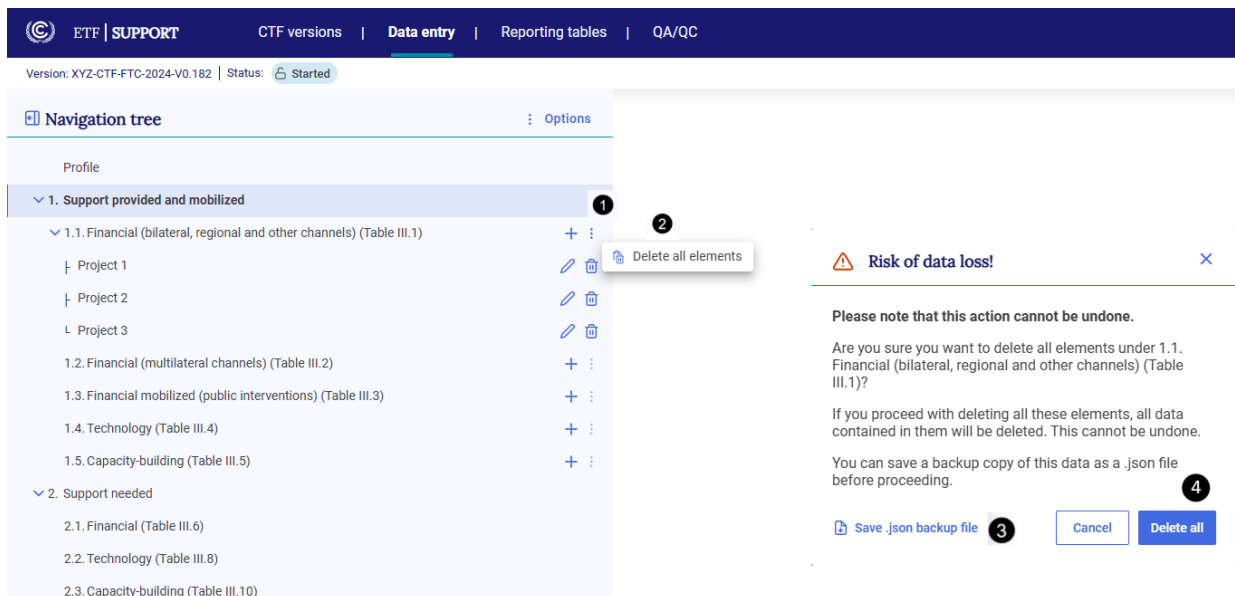 ETF | SUPPORT CTF versions | Data entry | Reporting tables | QA/QC
Version: XYZ-CTF-FTC-2024-V0.182 | Status: Started
Navigation tree Options
Profile
1. Support provided and mobilized
1
1.1. Financial (bilateral, regional and other channels) (Table III.1)
2
Delete all elements
Project 1
Project 2
Project 3
1.2. Financial (multilateral channels) (Table III.2)
1.3. Financial mobilized (public interventions) (Table III.3)
1.4. Technology (Table III.4)
1.5. Capacity-building (Table III.5)
2. Support needed
2.1. Financial (Table III.6)
2.2. Technology (Table III.8)
2.3. Capacity-building (Table III.10)
Risk of data loss!
Please note that this action cannot be undone.
Are you sure you want to delete all elements under 1.1.
Financial (bilateral, regional and other channels) (Table
III.1)?
If you proceed with deleting all these elements, all data
contained in them will be deleted. This cannot be undone.
You can save a backup copy of this data as a .json file
before proceeding.
4
Save .json backup file 3 Cancel Delete all